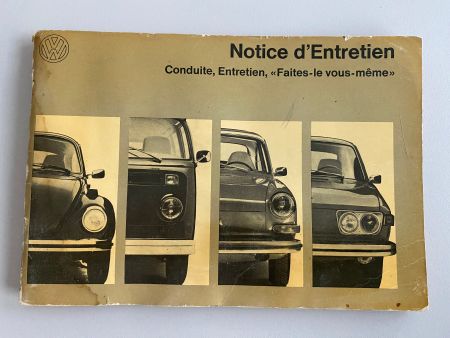 Notice d'Entretien
Conduite, Entretien, «Faites-le vous-même»